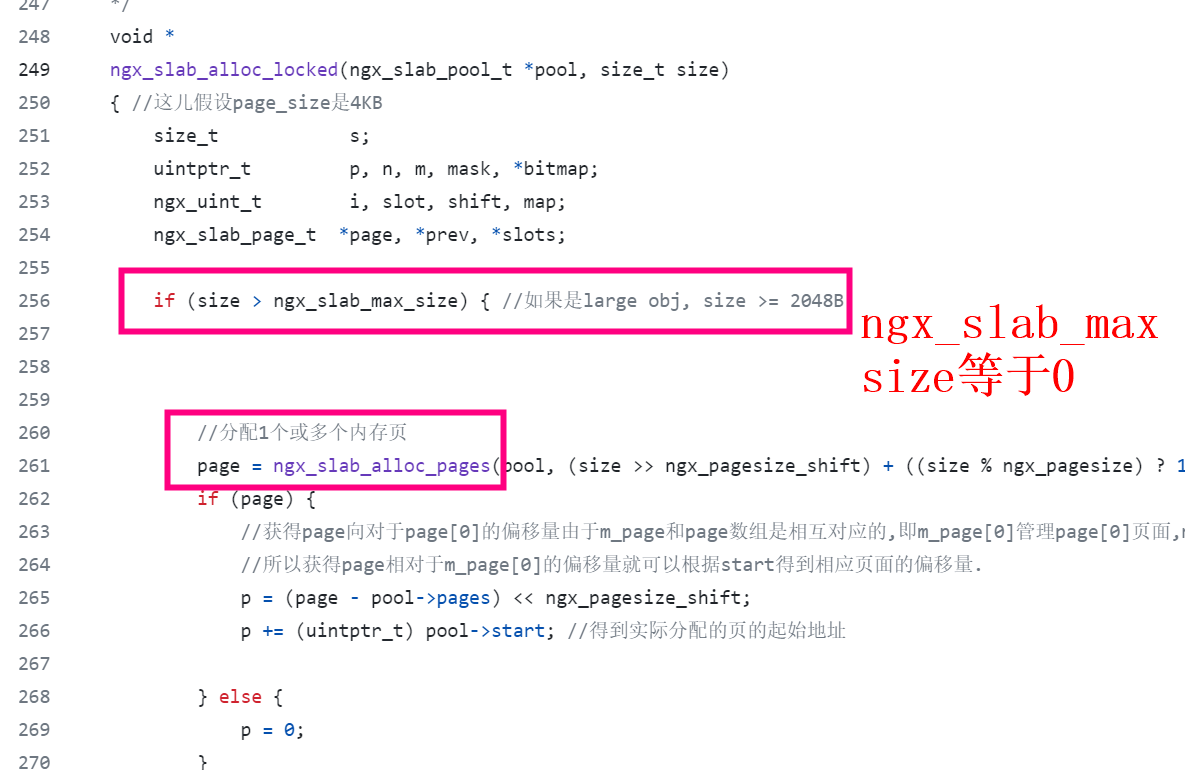 247 */
248 void *
249 ngx_slab_alloc_locked(ngx_slab_pool_t *pool, size_t size)
250 { //这儿假设page_size是4KB
251 size_t s;
252 uintptr_t p, n, m, mask, *bitmap;
253 ngx_uint_t i, slot, shift, map;
254 ngx_slab_page_t *page, *prev, *slots;
255
256 if (size > ngx_slab_max_size) { //如果是large obj, size >= 2048B
ngx_slab_max
257
258
size等于0
259
260 //分配1个或多个内存页
261 page = ngx_slab_alloc_pages(pool, (size >> ngx_pagesize_shift) + ((size % ngx_pagesize) ? 1
262 if (page) {
263 //获得page向对于page[0]的偏移量由于m_page和page数组是相互对应的,即m_page[0]管理page[0]页面,
264 //所以获得page相对于m_page[0]的偏移量就可以根据start得到相应页面的偏移量.
265 p = (page - pool->pages) << ngx_pagesize_shift;
266 p += (uintptr_t) pool->start; //得到实际分配的页的起始地址
267
268 } else {
269 p = 0;
270 }